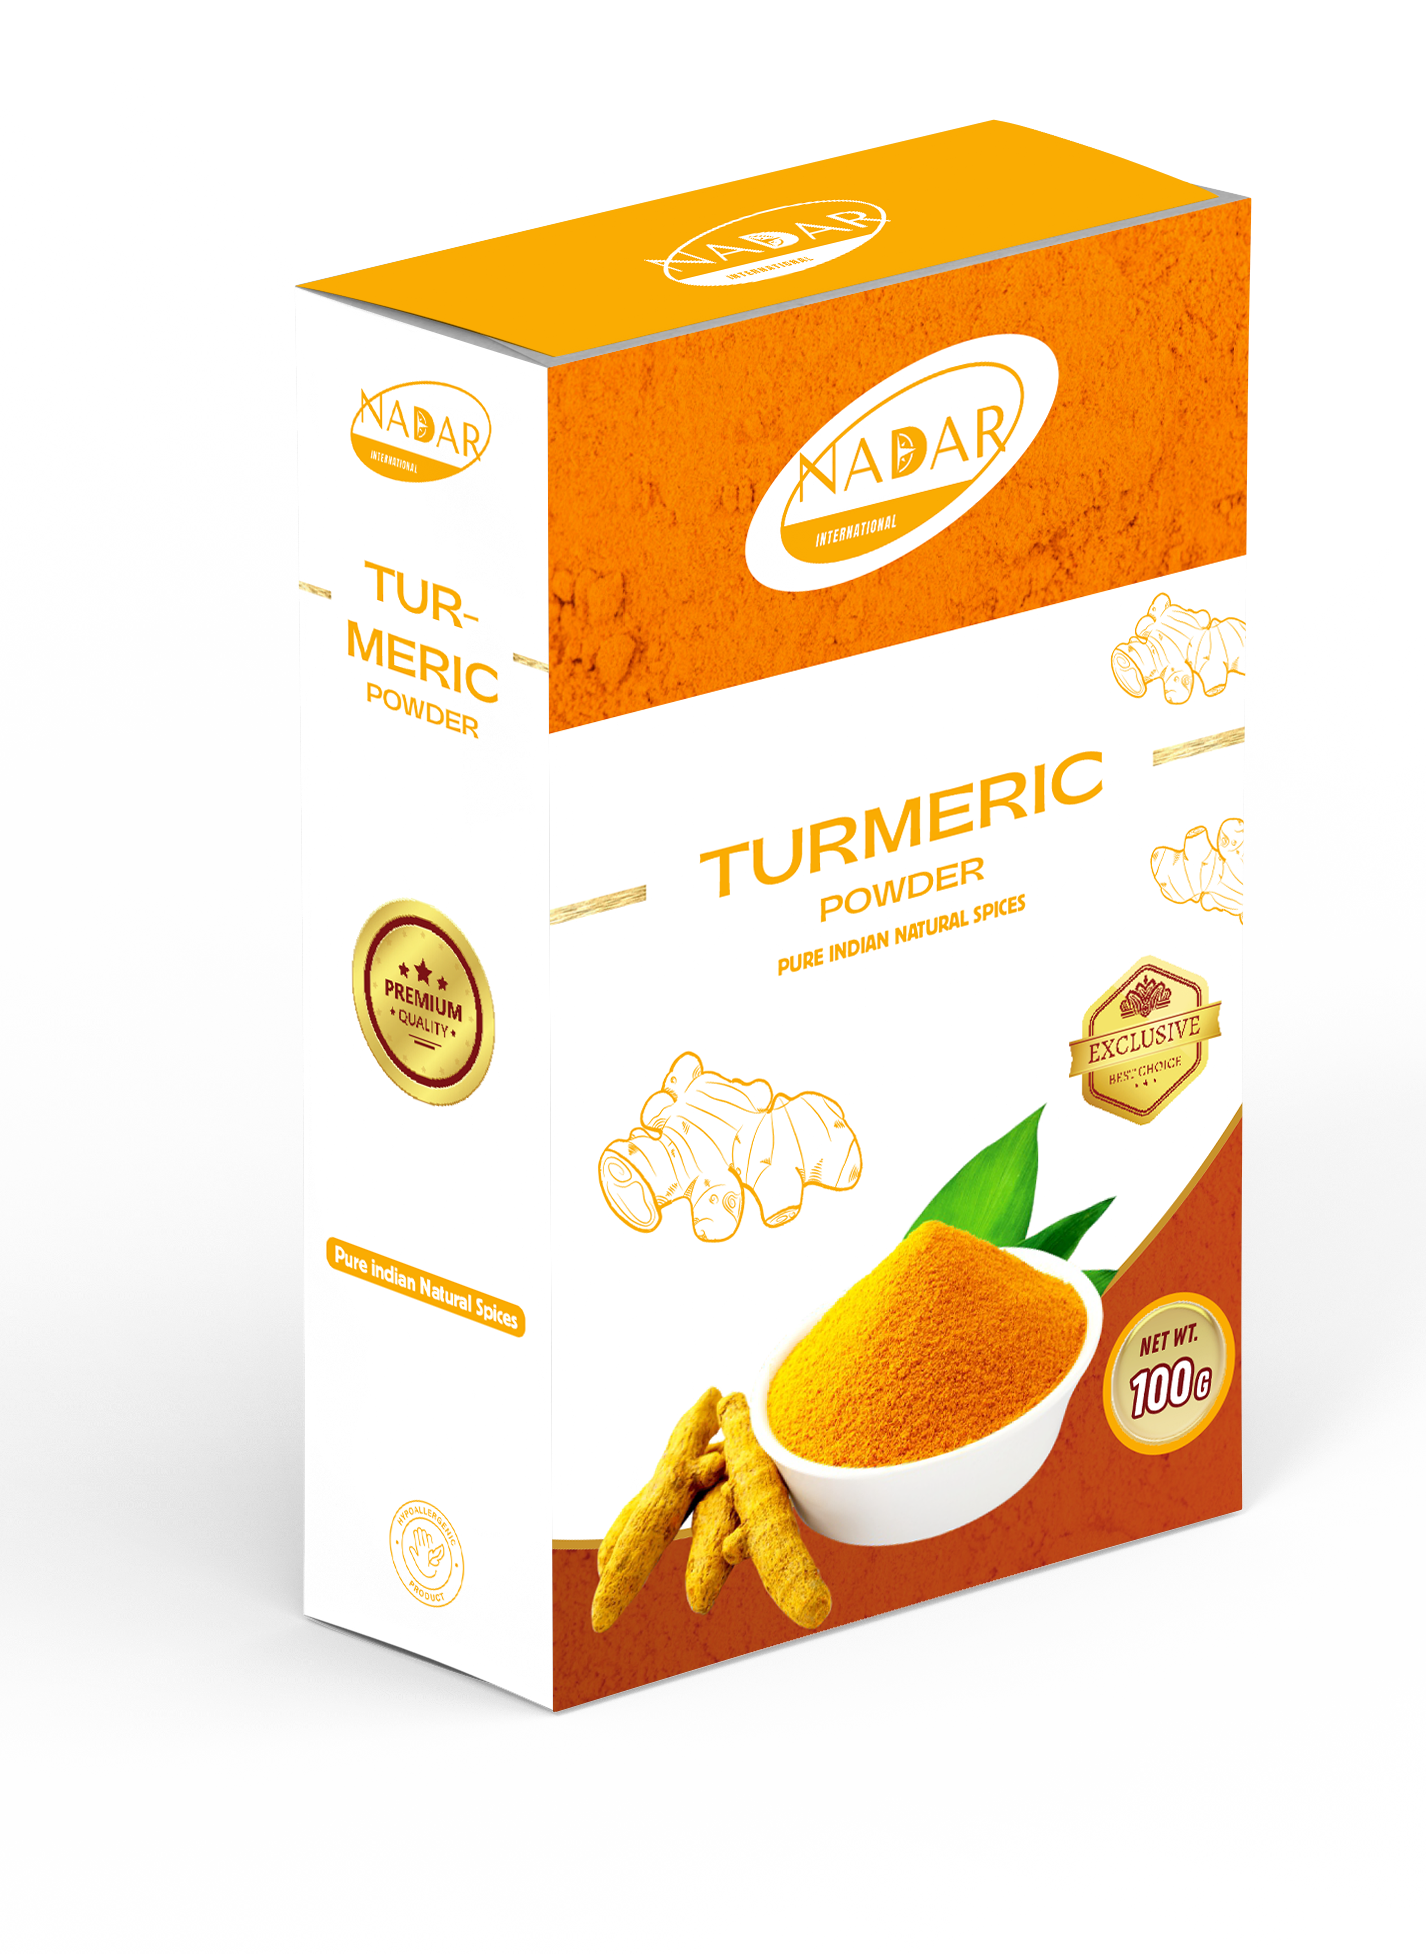 NADAR
INTERNATIONAL
NADAR
INTERNATIONAL
TUR-
MERIC
POWDER
PREMIUM
QUALITY
Pure indian Natural Spices
HYPOALLERGENIC
PRODUCT
NADAR
INTERNATIONAL
TURMERIC
POWDER
PURE INDIAN NATURAL SPICES
EXCLUSIVE
BEST CHOICE
NET WT.
100G